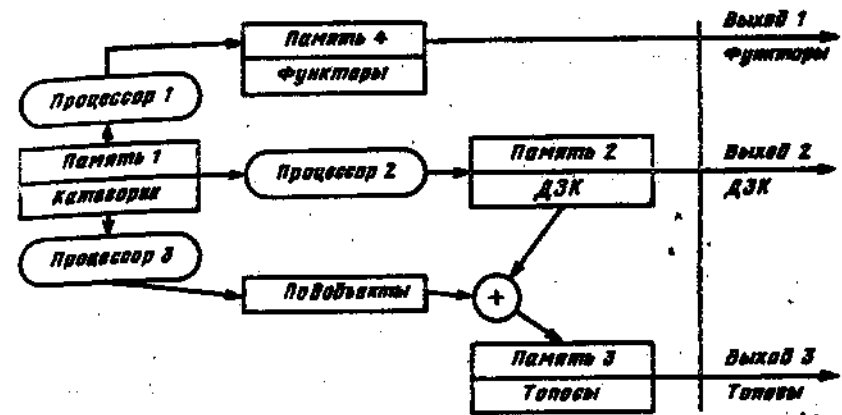 Память 4
Функторы
Выход 1
Функторы
Процессор 1
Память 1
Категории
Процессор 2
Память 2
ДЗК
Выход 2
ДЗК
Процессор 3
Подобъекты
+
Память 3
Топосы
Выход 3
Топосы